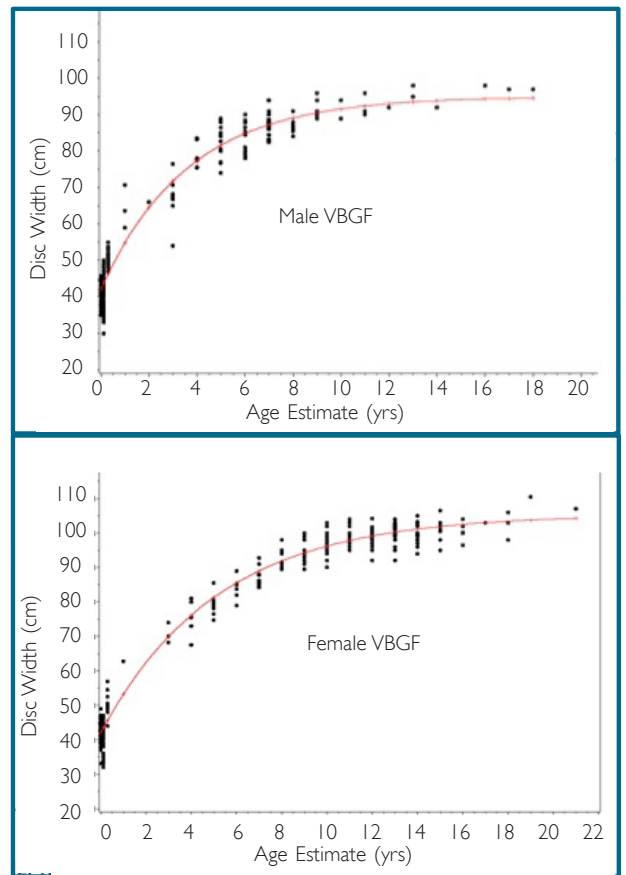 110
100
90
80
70
60
50
40
30
20
Disc Width (cm)
Male VBGF
0 2 4 6 8 10 12 14 16 18 20
Age Estimate (yrs)
110
100
90
80
70
60
50
40
30
20
Disc Width (cm)
Female VBGF
0 2 4 6 8 10 12 14 16 18 20 22
Age Estimate (yrs)